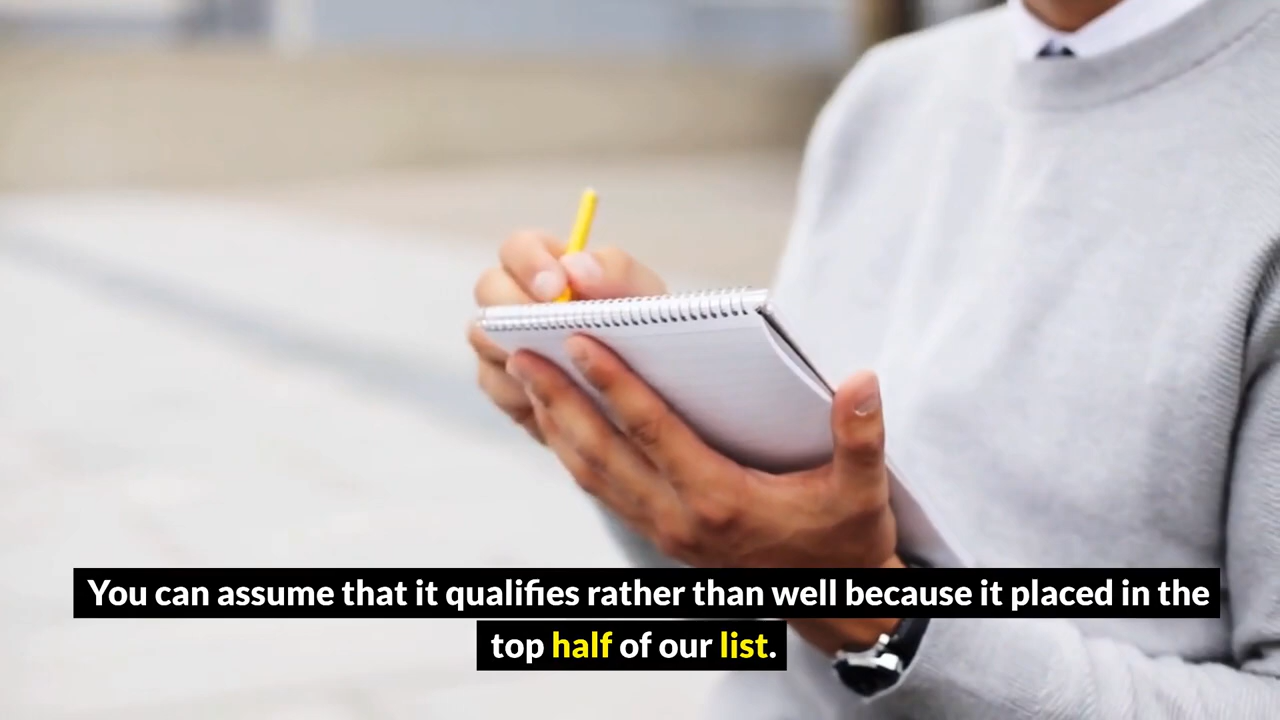 You can assume that it qualifies rather than well because it placed in the
top half of our list.